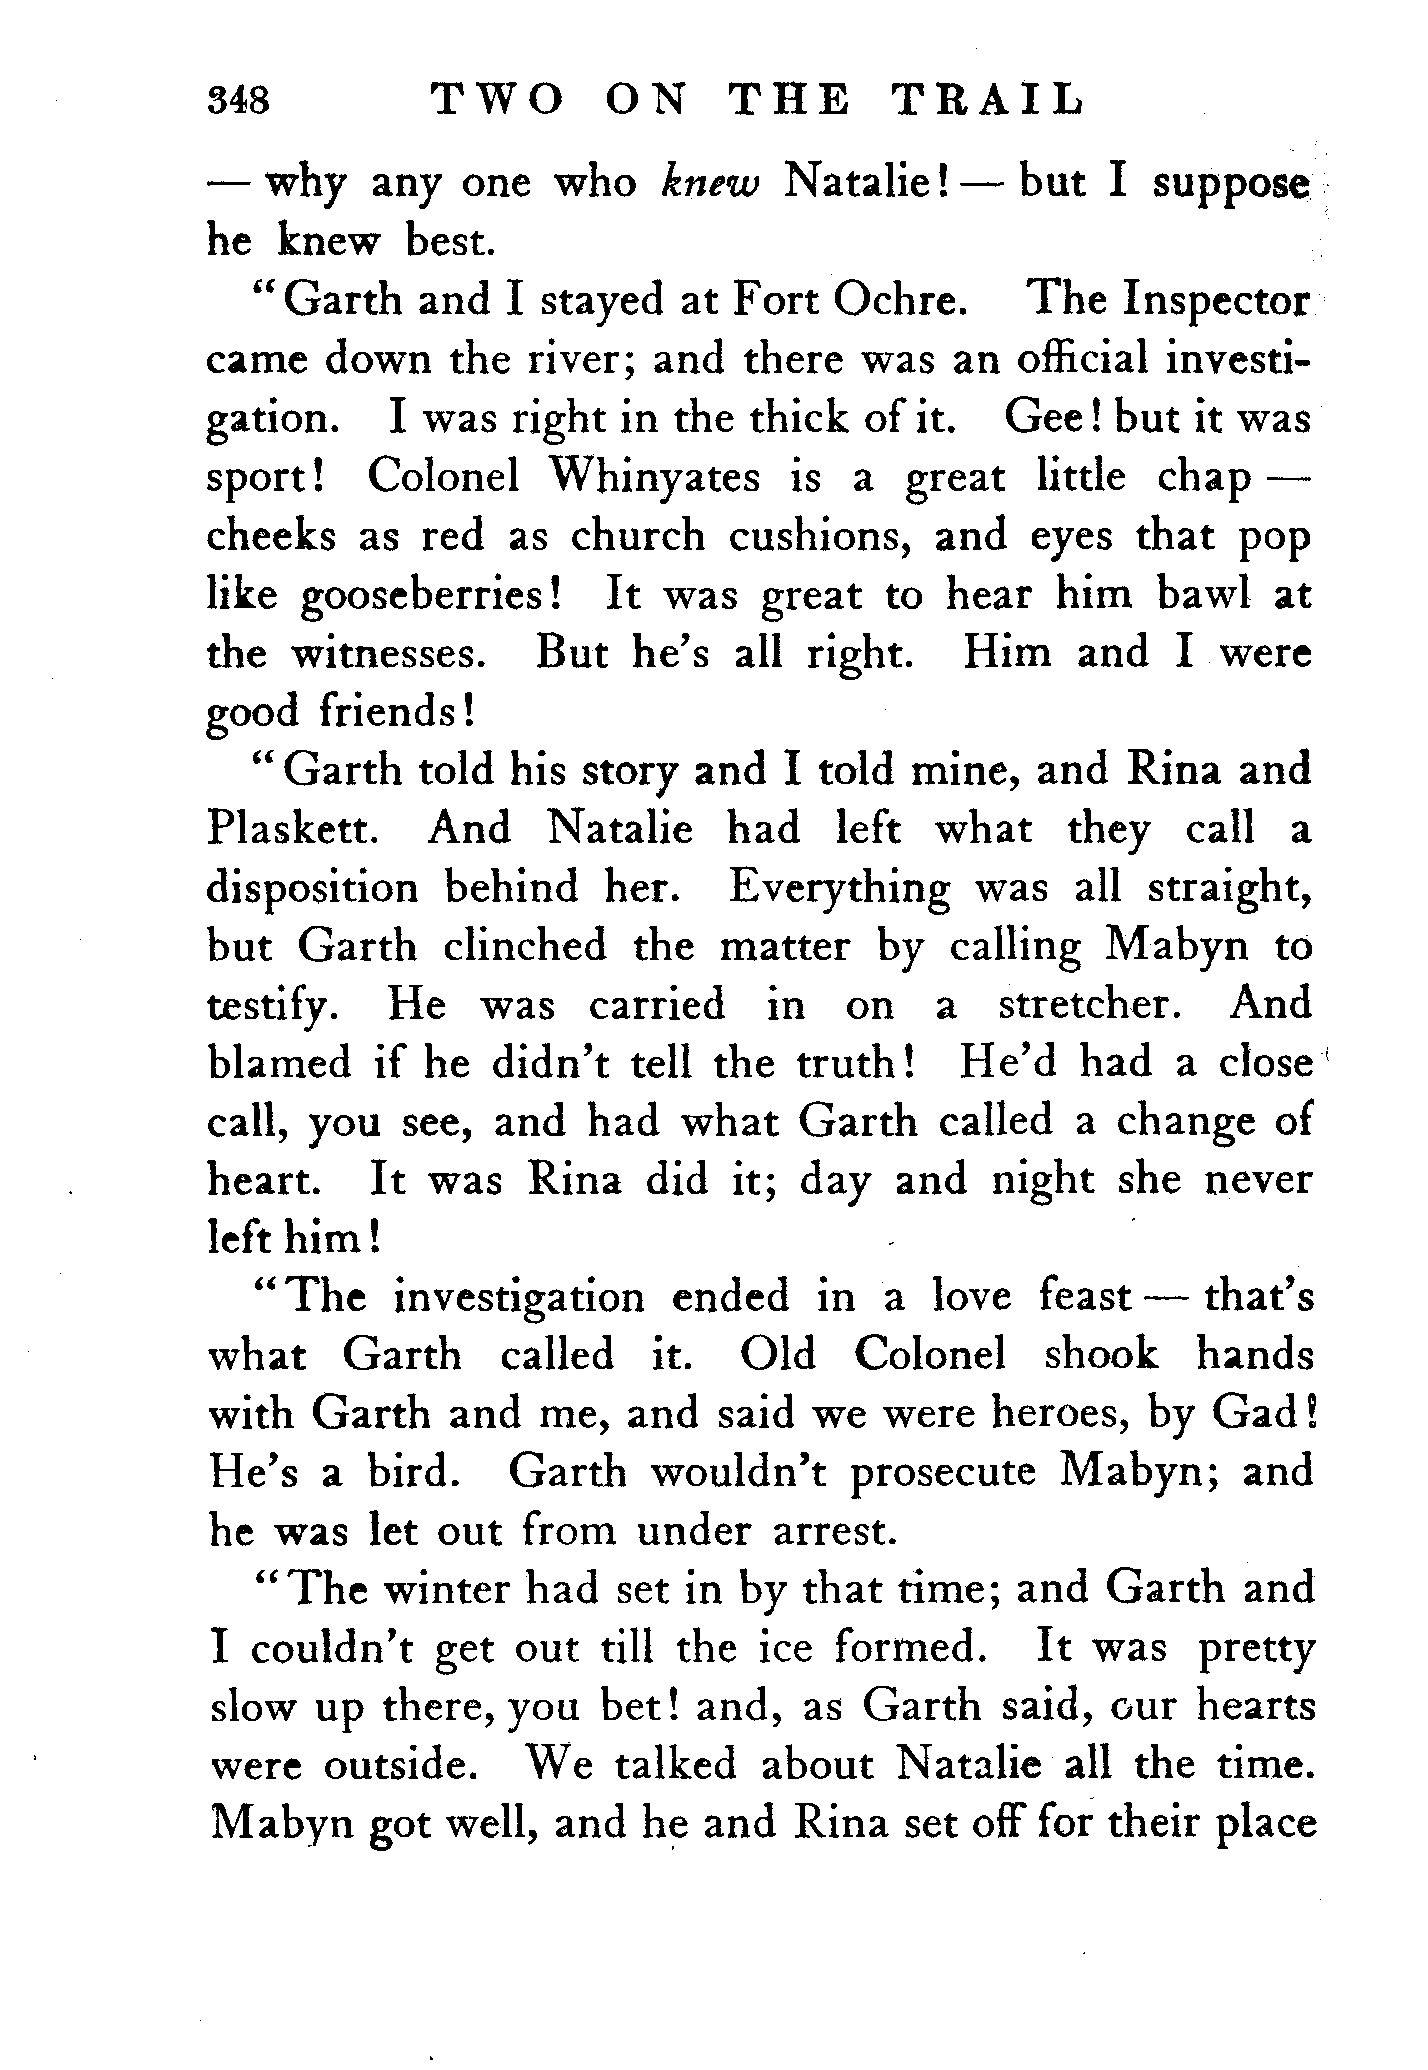 348 TWO ON THE TRAIL
— why any one who knew Natalie! — but I suppose
he knew best.
“Garth and I stayed at Fort Ochre. The Inspector
came down the river; and there was an official investi-
gation. I was right in the thick of it. Gee! but it was
sport! Colonel Whinyates is a great little chap —
cheeks as red as church cushions, and eyes that pop
like gooseberries! It was great to hear him bawl at
the witnesses. But he’s all right. Him and I were
good friends!
“Garth told his story and I told mine, and Rina and
Plaskett. And Natalie had left what they call a
disposition behind her. Everything was all straight,
but Garth clinched the matter by calling Mabyn to
testify. He was carried in on a stretcher. And
blamed if he didn’t tell the truth! He’d had a close
call, you see, and had what Garth called a change of
heart. It was Rina did it; day and night she never
left him!
“The investigation ended in a love feast — that’s
what Garth called it. Old Colonel shook hands
with Garth and me, and said we were heroes, by Gad!
He’s a bird. Garth wouldn’t prosecute Mabyn; and
he was let out from under arrest.
“The winter had set in by that time; and Garth and
I couldn’t get out till the ice formed. It was pretty
slow up there, you bet! and, as Garth said, our hearts
were outside. We talked about Natalie all the time.
Mabyn got well, and he and Rina set off for their place